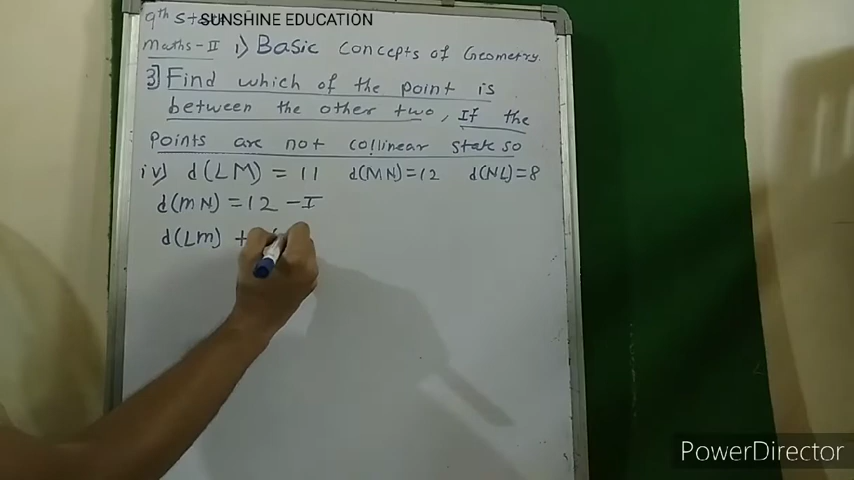 9th St
SUNSHINE EDUCATION
Maths-II 1) Basic Concepts of Geometry.
3] Find which of the point is
between the other two, If the
points are not collinear state so
iv) d(LM) = 11 d(MN)=12 d(NL)=8
d(MN) = 12 - I
d(LM) +
PowerDirector